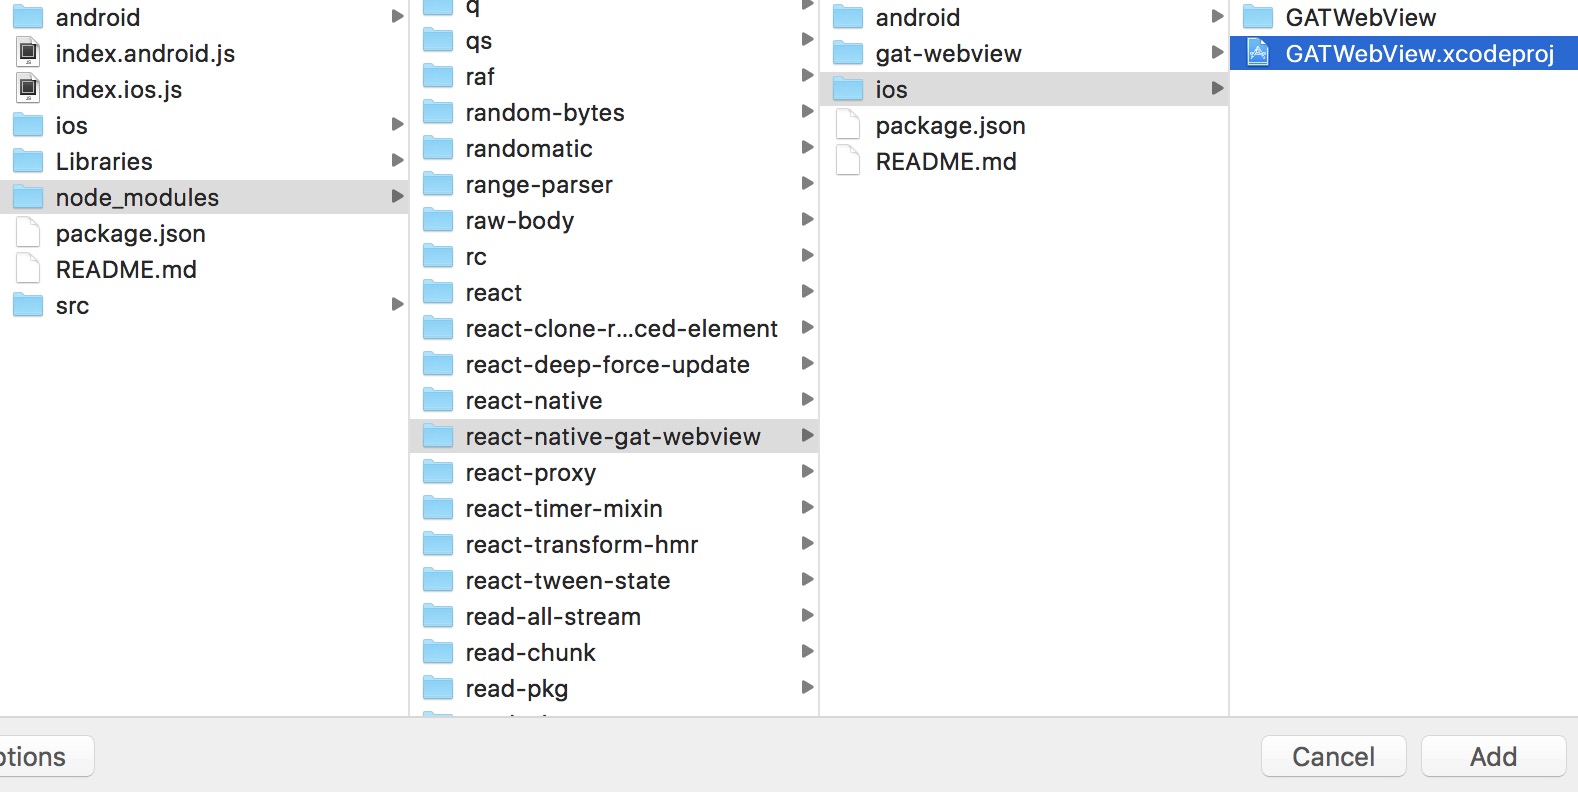 android
index.android.js
index.ios.js
ios
Libraries
node_modules
package.json
README.md
src
q
qs
raf
random-bytes
randomatic
range-parser
raw-body
rc
react
react-clone-r...ced-element
react-deep-force-update
react-native
react-native-gat-webview
react-proxy
react-timer-mixin
react-transform-hmr
react-tween-state
read-all-stream
read-chunk
read-pkg
android
gat-webview
ios
package.json
README.md
GATWebView
GATWebView.xcodeproj
ptions
Cancel
Add